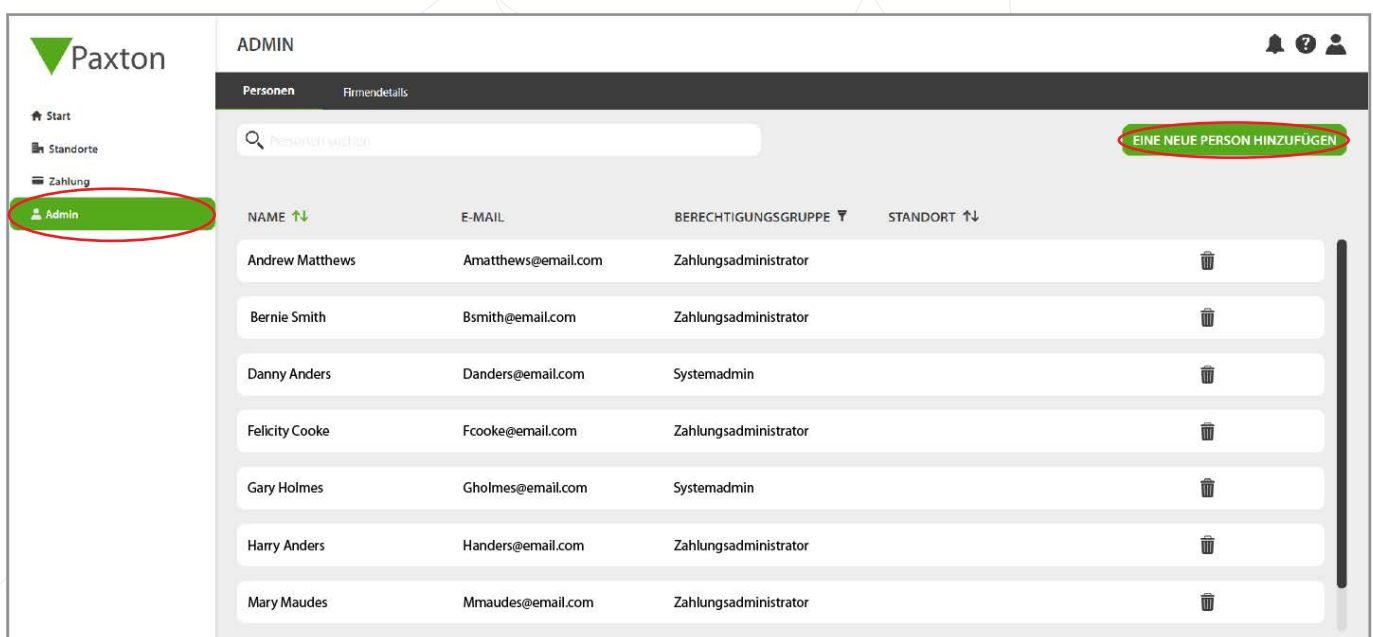 Paxton
ADMIN
Personen Firmendetails
Start
Standorte
Zahlung
Admin
Personen suchen
EINE NEUE PERSON HINZUFÜGEN
NAME E-MAIL BERECHTIGUNGSGRUPPE STANDORT
Andrew Matthews Amatthews@email.com Zahlungsadministrator
Bernie Smith Bsmith@email.com Zahlungsadministrator
Danny Anders Danders@email.com Systemadmin
Felicity Cooke Fcooke@email.com Zahlungsadministrator
Gary Holmes Gholmes@email.com Systemadmin
Harry Anders Handers@email.com Zahlungsadministrator
Mary Maudes Mmaudes@email.com Zahlungsadministrator